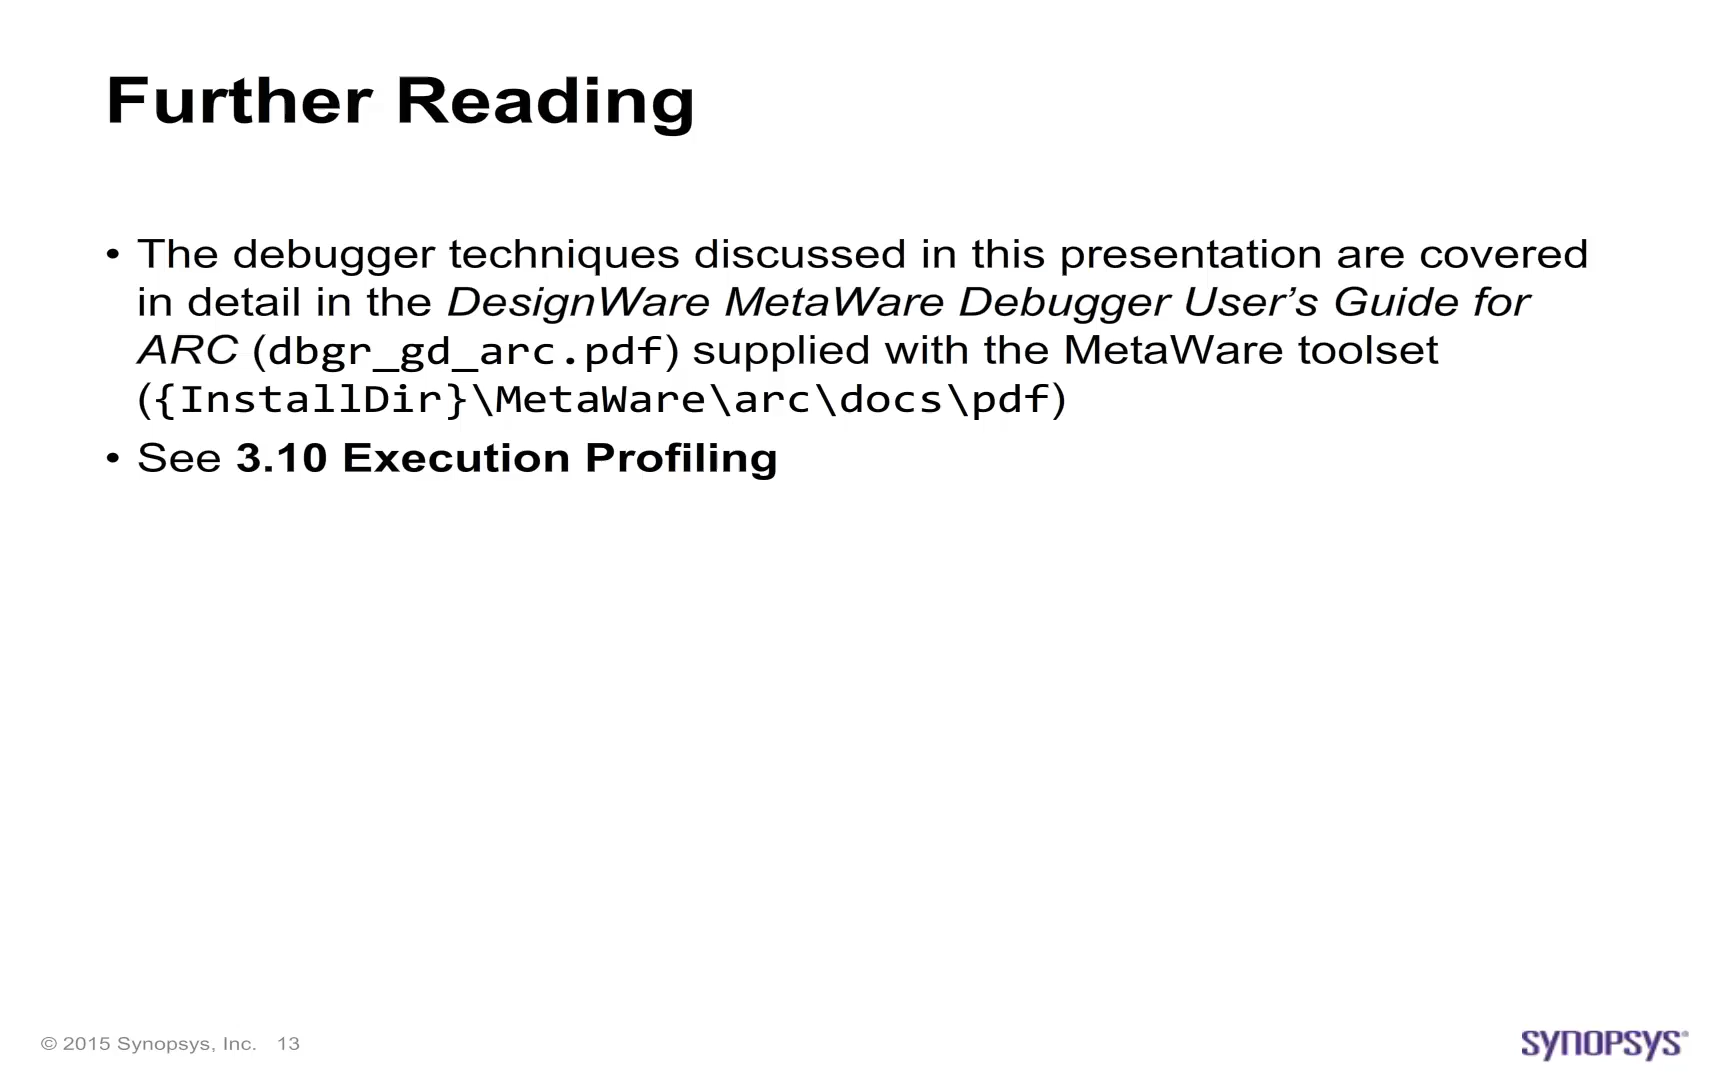 Further Reading
• The debugger techniques discussed in this presentation are covered
in detail in the DesignWare MetaWare Debugger User’s Guide for
ARC (dbgr_gd_arc.pdf) supplied with the MetaWare toolset
({InstallDir}\MetaWare\arc\docs\pdf)
• See 3.10 Execution Profiling
© 2015 Synopsys, Inc. 13
SYNOPSYS®